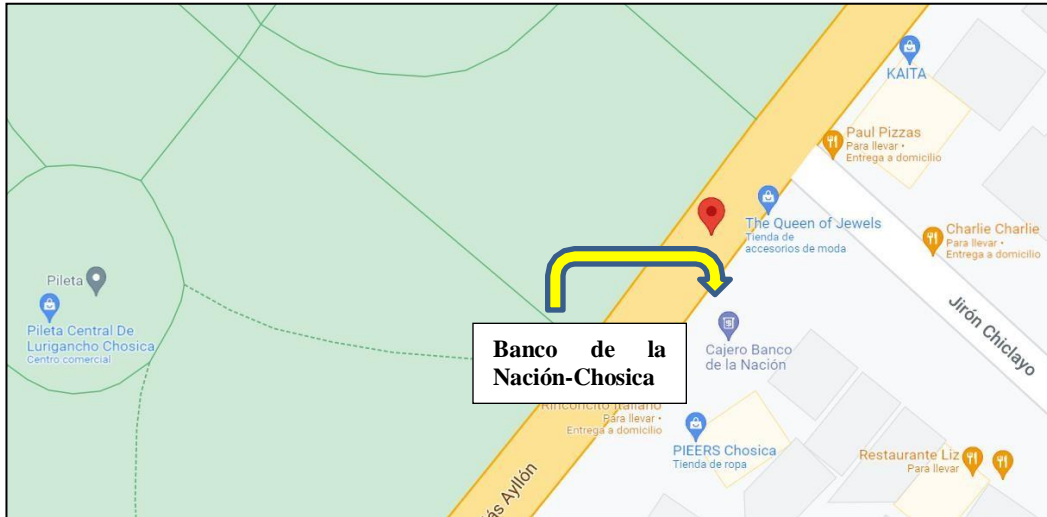 KAITA
Paul Pizzas
Para llevar •
Entrega a domicilio
The Queen of Jewels
Tienda de
accesorios de moda
Charlie Charlie
Para llevar •
Entrega a domicilio
Pileta
Pileta Central De
Lurigancho Chosica
Centro comercial
Jirón Chiclayo
Banco de la
Nación-Chosica
Cajero Banco
de la Nación
Rinconcito Italiano
Para llevar •
Entrega a domicilio
PIEERS Chosica
Tienda de ropa
Restaurante Liz
Para llevar
Ayllón